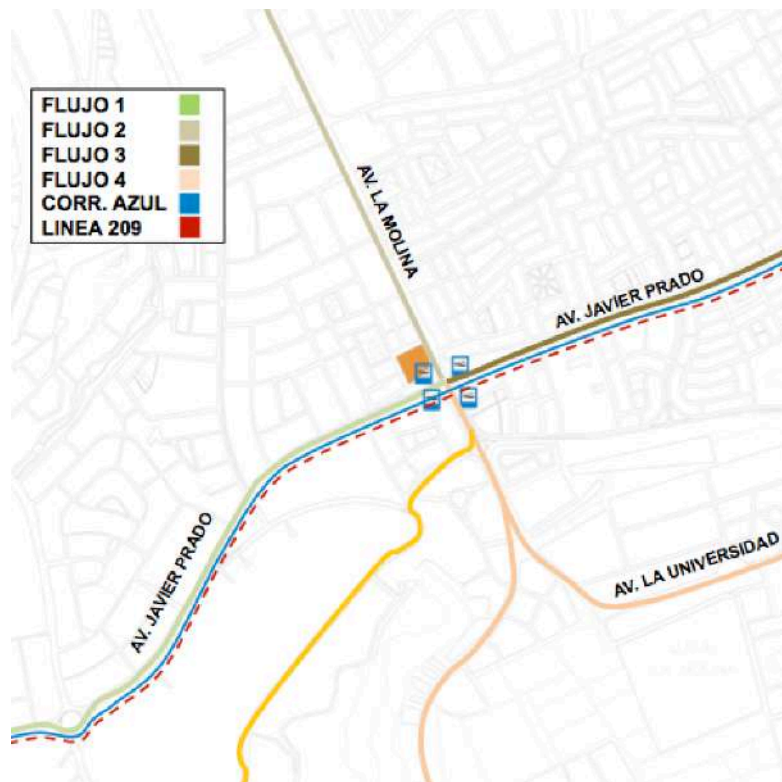 FLUJO 1
FLUJO 2
FLUJO 3
FLUJO 4
CORR. AZUL
LINEA 209
AV. LA MOLINA
AV. JAVIER PRADO
AV. JAVIER PRADO
AV. LA UNIVERSIDAD